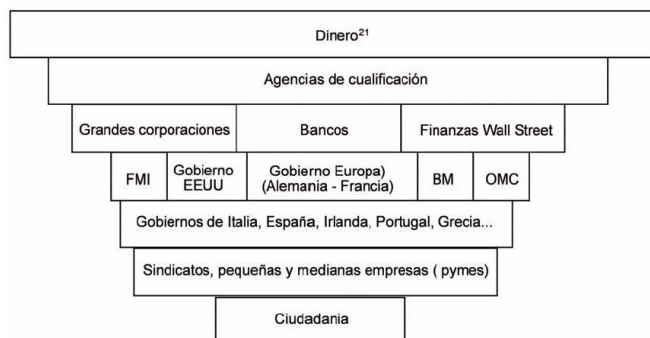 Dinero²¹
Agencias de cualificación
Grandes corporaciones
Bancos
Finanzas Wall Street
FMI
Gobierno
EEUU
Gobierno Europa)
(Alemania - Francia)
BM
OMC
Gobiernos de Italia, España, Irlanda, Portugal, Grecia...
Sindicatos, pequeñas y medianas empresas ( pymes)
Ciudadania